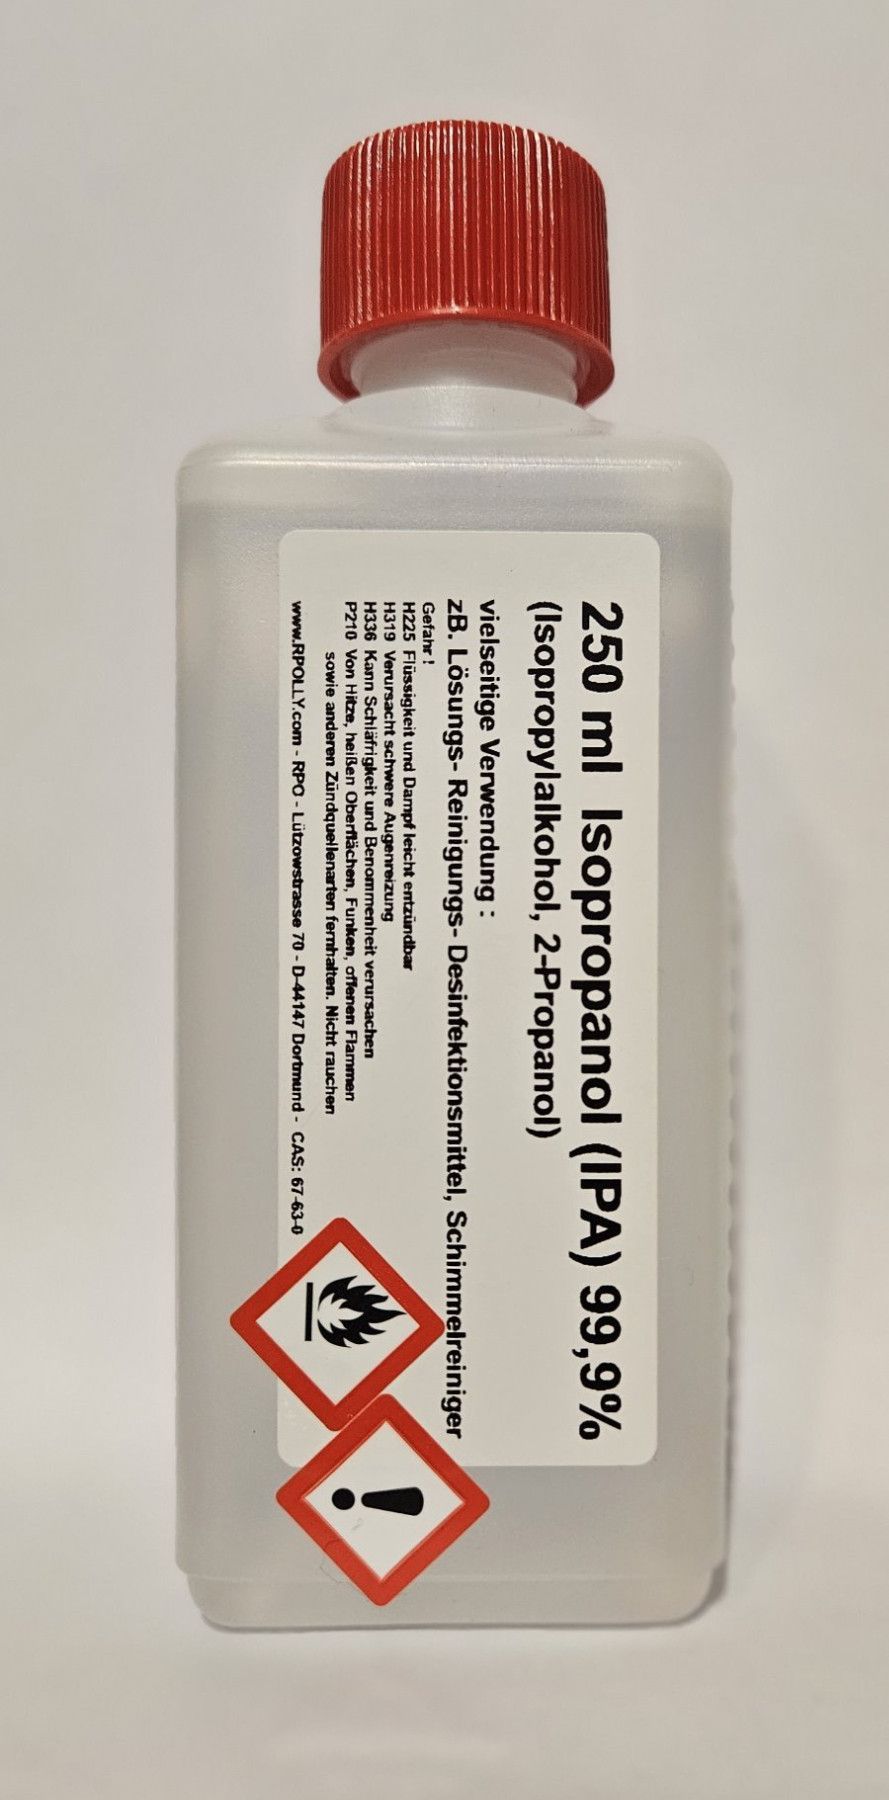 250 ml Isopropanol (IPA) 99,9%
(Isopropylalkohol, 2-Propanol)
vielseitige Verwendung :
zB. Lösungs- Reinigungs- Desinfektionsmittel, Schimmelreiniger
Gefahr !
H225 Flüssigkeit und Dampf leicht entzündbar
H319 Verursacht schwere Augenreizung
H336 Kann Schläfrigkeit und Benommenheit verursachen
P210 Von Hitze, heißen Oberflächen, Funken, offenen Flammen
sowie anderen Zündquellenarten fernhalten. Nicht rauchen
www.RPOLLY.com - RPO - Lützowstrasse 70 - D-44147 Dortmund - CAS: 67-63-0